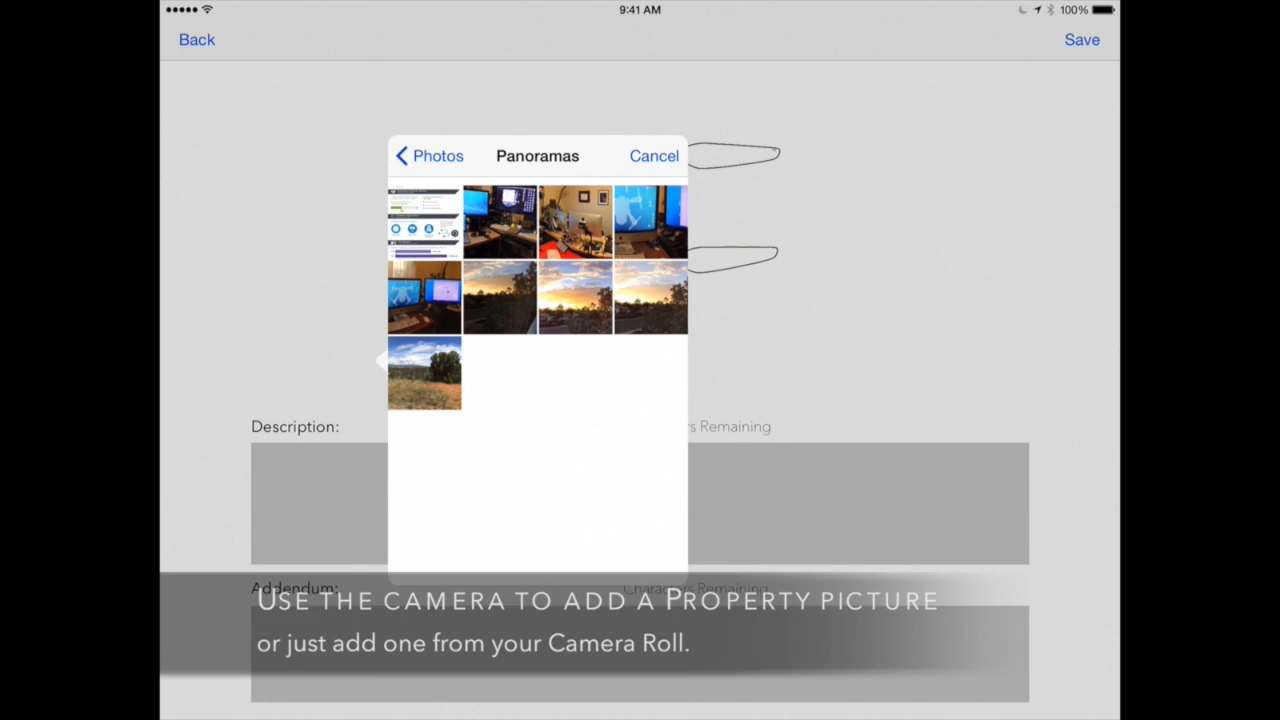 9:41 AM
100%
Back
Save
Photos
Panoramas
Cancel
Description:
s Remaining
Addendum:
Characters Remaining
USE THE CAMERA TO ADD A PROPERTY PICTURE
or just add one from your Camera Roll.